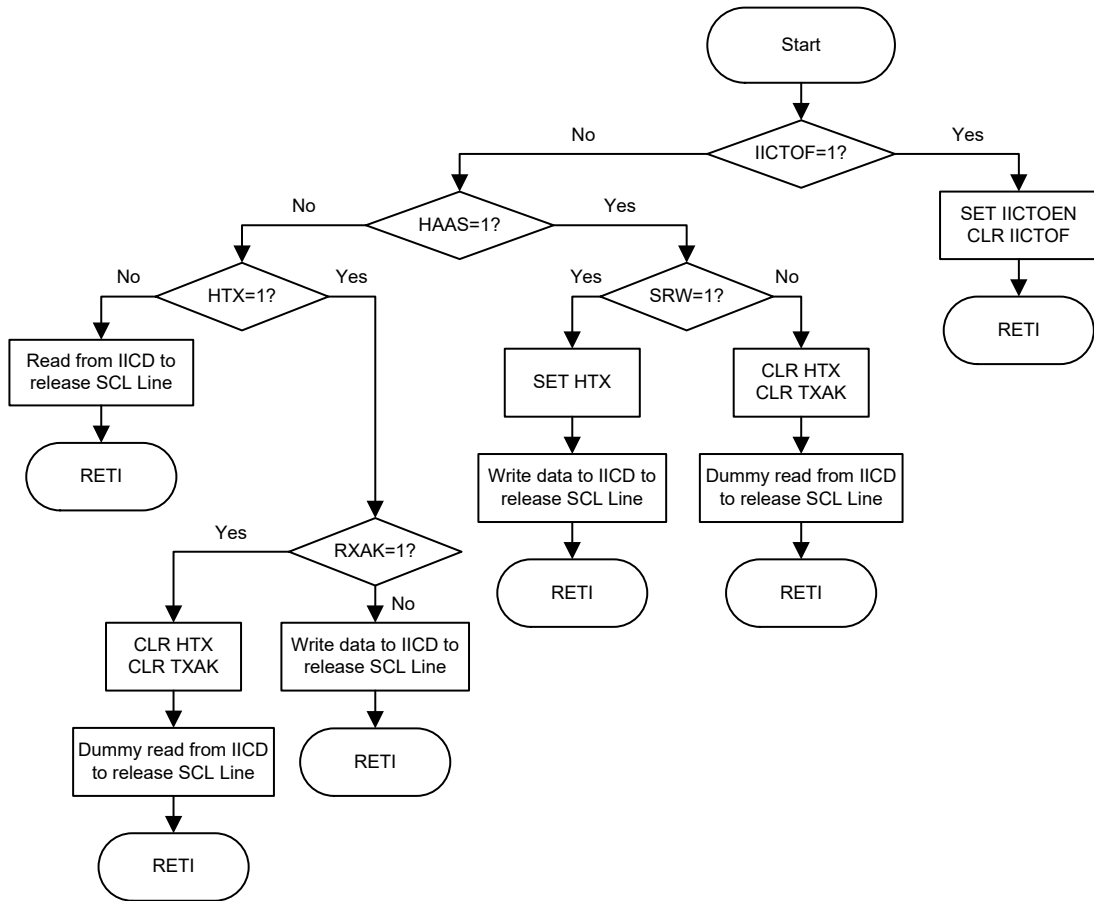 Start
No
IICTOF=1?
Yes
No
HAAS=1?
Yes
SET IICTOEN
CLR IICTOF
No
HTX=1?
Yes
Yes
SRW=1?
No
RETI
Read from IICD to
release SCL Line
SET HTX
CLR HTX
CLR TXAK
RETI
Write data to IICD to
release SCL Line
Dummy read from IICD
to release SCL Line
Yes
RXAK=1?
No
RETI
RETI
CLR HTX
CLR TXAK
Write data to IICD to
release SCL Line
Dummy read from IICD
to release SCL Line
RETI
RETI